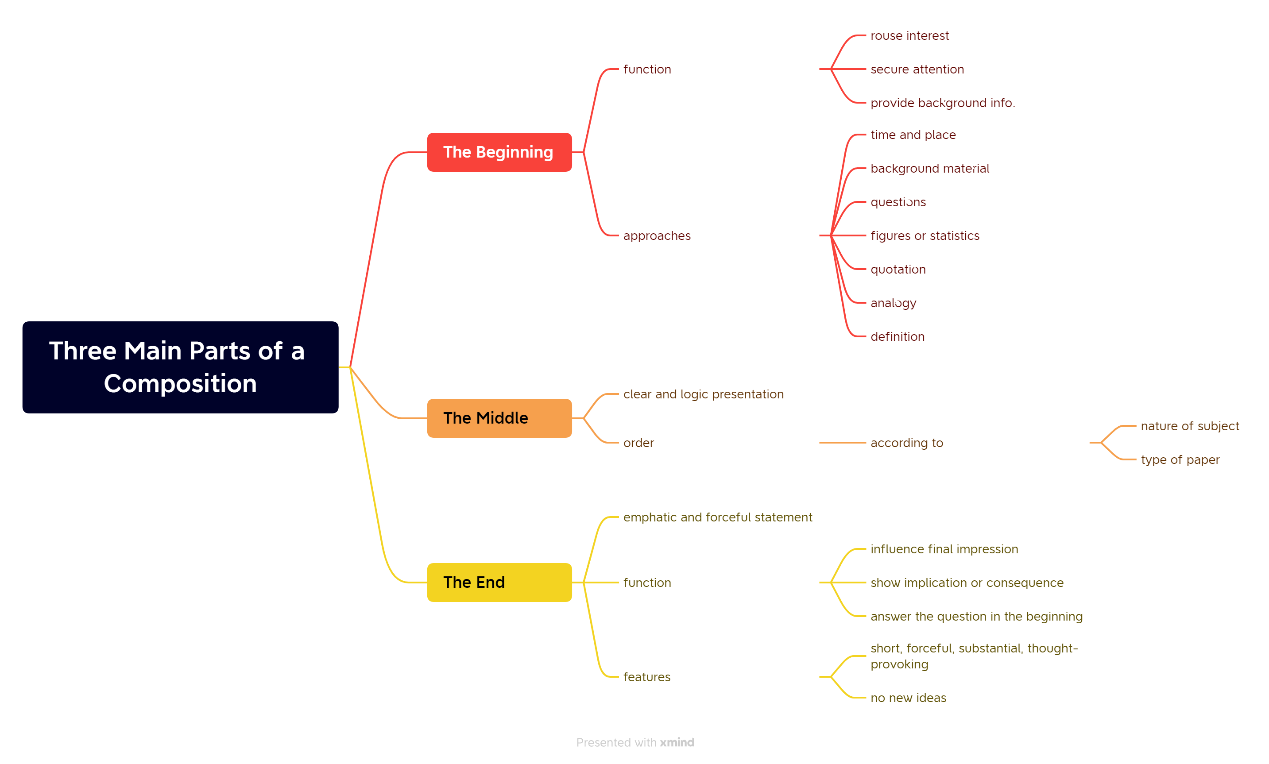 Three Main Parts of a
Composition
The Beginning
function
rouse interest
secure attention
provide background info.
approaches
time and place
background material
questions
figures or statistics
quotation
analogy
definition
The Middle
clear and logic presentation
order
according to
nature of subject
type of paper
The End
emphatic and forceful statement
function
influence final impression
show implication or consequence
answer the question in the beginning
features
short, forceful, substantial, thought-
provoking
no new ideas
Presented with xmind